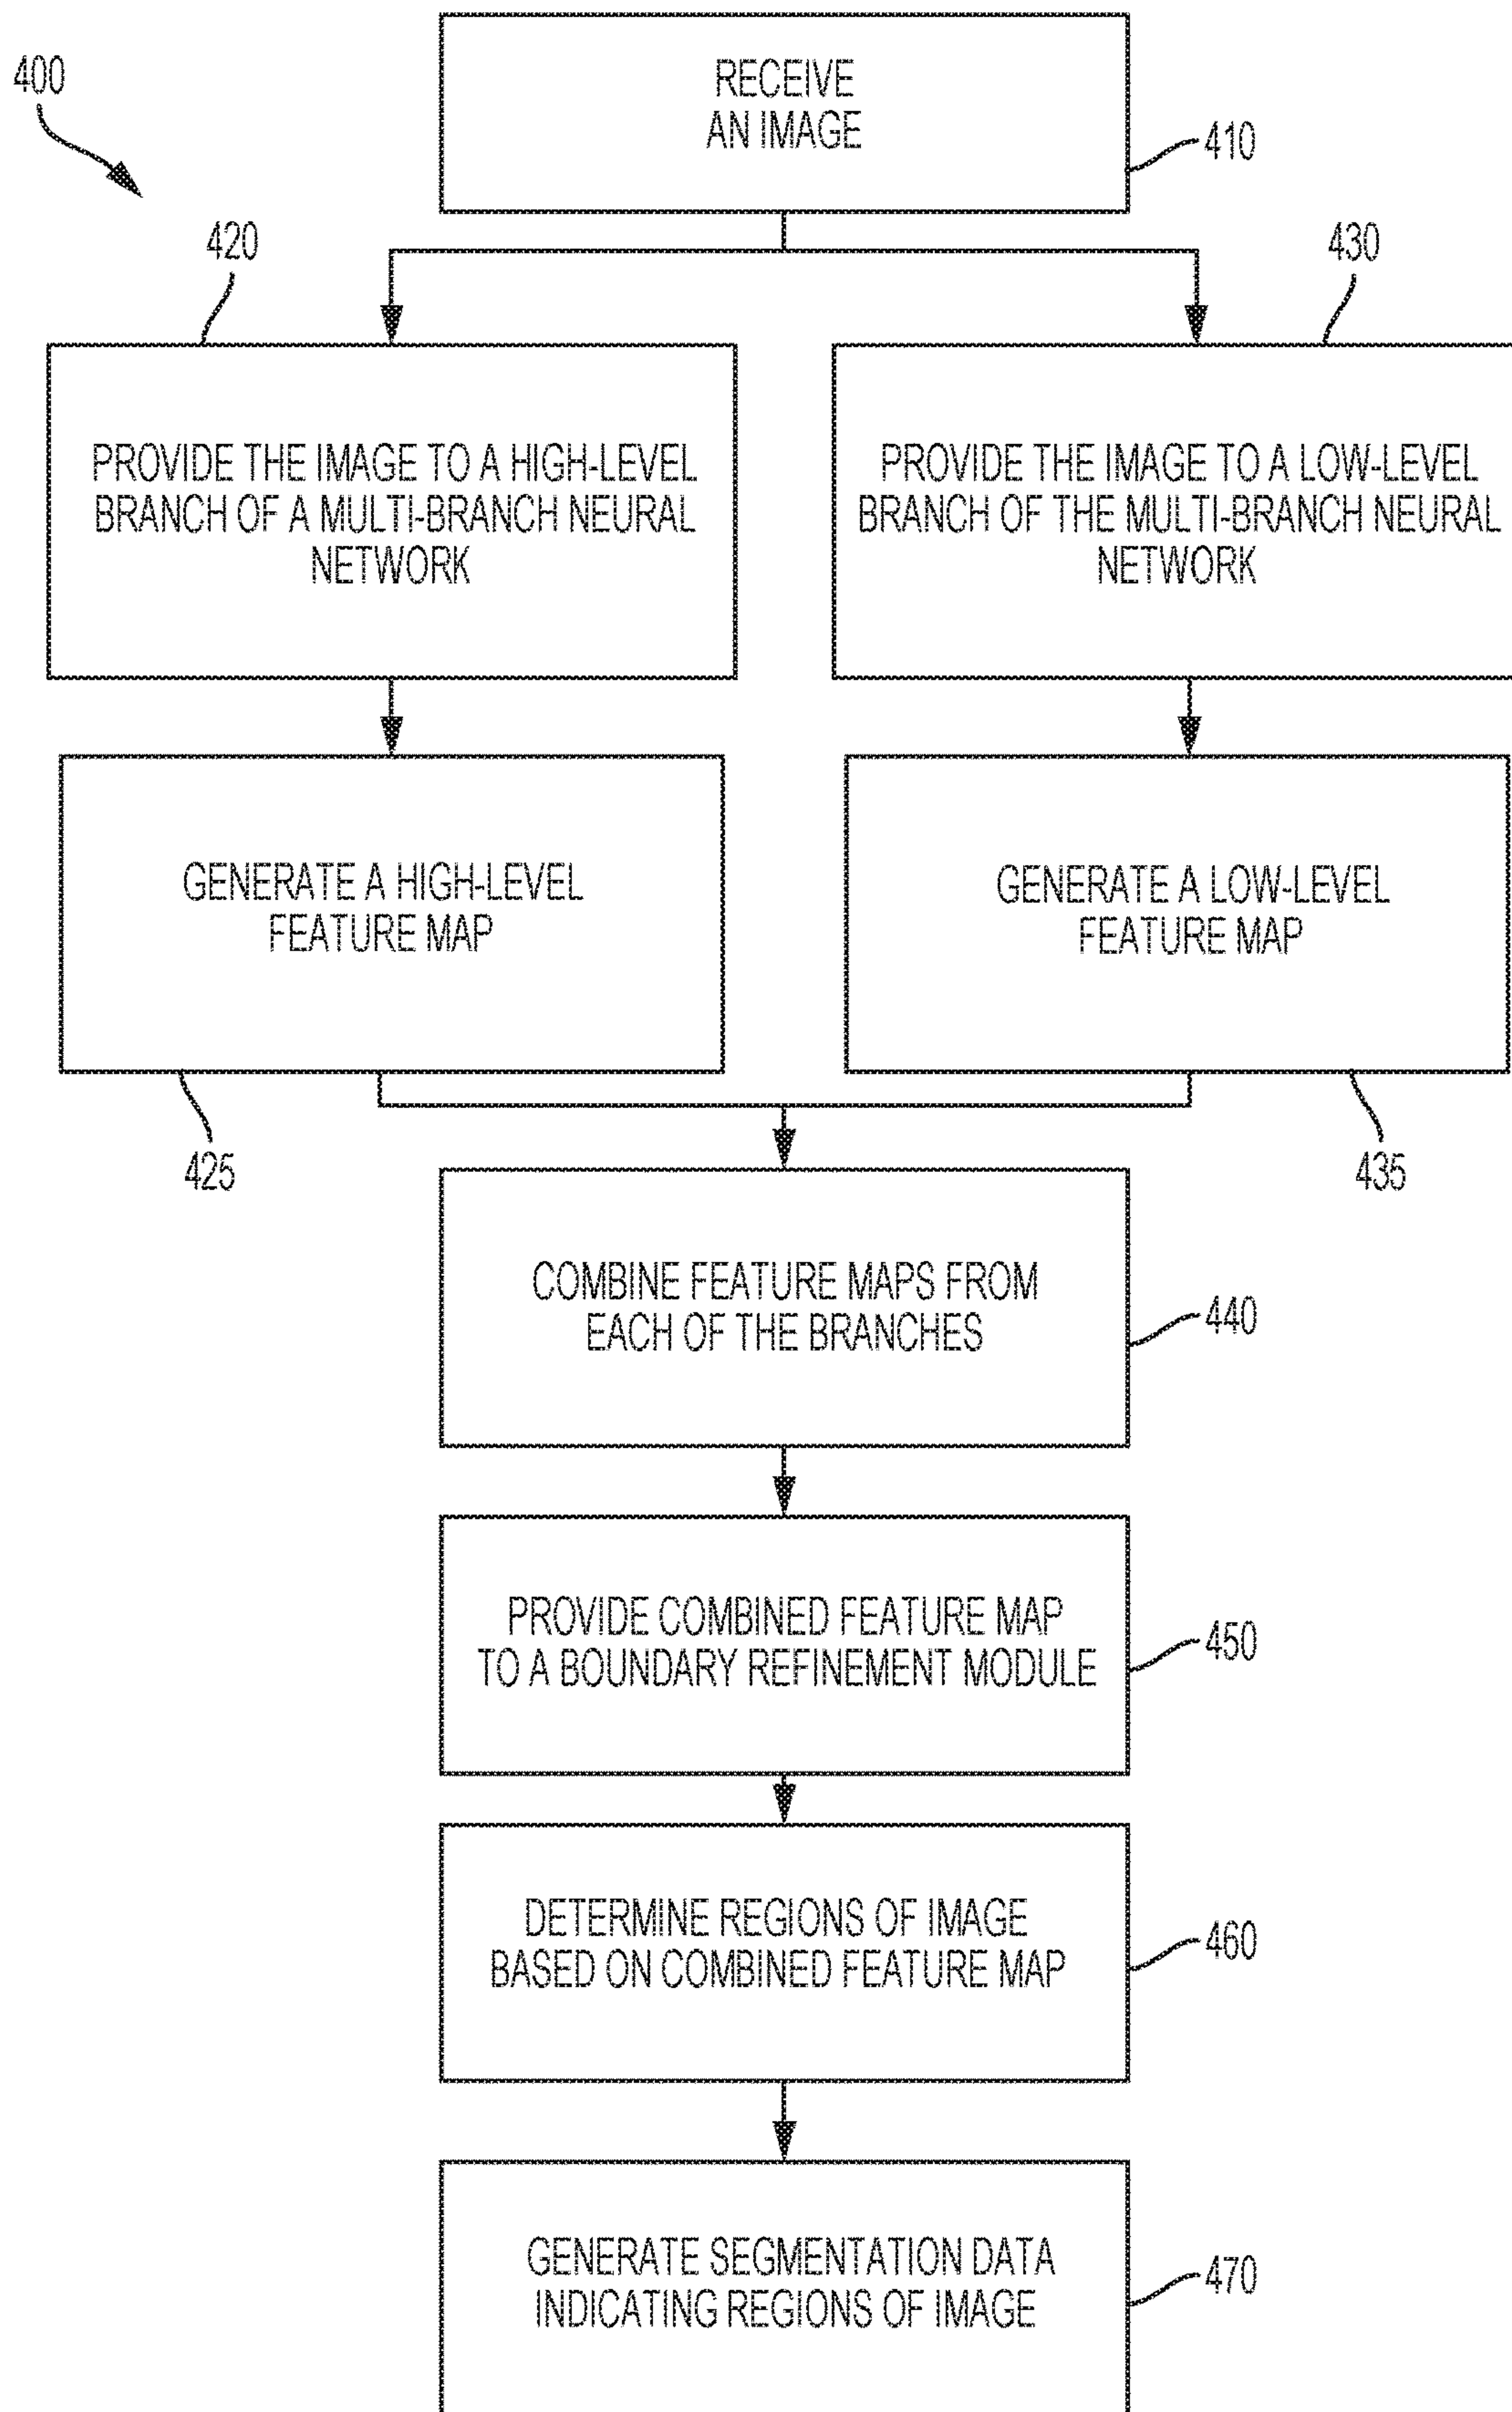 400
RECEIVE
AN IMAGE
410
420
430
PROVIDE THE IMAGE TO A HIGH-LEVEL
BRANCH OF A MULTI-BRANCH NEURAL
NETWORK
PROVIDE THE IMAGE TO A LOW-LEVEL
BRANCH OF THE MULTI-BRANCH NEURAL
NETWORK
GENERATE A HIGH-LEVEL
FEATURE MAP
GENERATE A LOW-LEVEL
FEATURE MAP
425
435
COMBINE FEATURE MAPS FROM
EACH OF THE BRANCHES
440
PROVIDE COMBINED FEATURE MAP
TO A BOUNDARY REFINEMENT MODULE
450
DETERMINE REGIONS OF IMAGE
BASED ON COMBINED FEATURE MAP
460
GENERATE SEGMENTATION DATA
INDICATING REGIONS OF IMAGE
470